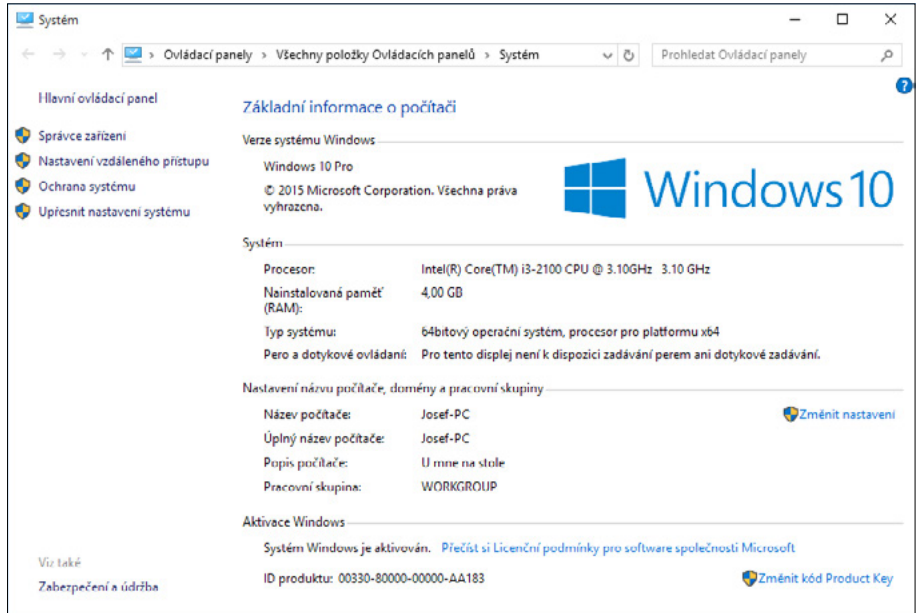 Systém
Ovládací panely › Všechny položky Ovládacích panelů › Systém
Prohledat Ovládací panely
Hlavní ovládací panel
Správce zařízení
Nastavení vzdáleného přístupu
Ochrana systému
Upřesnit nastavení systému
Základní informace o počítači
Verze systému Windows
Windows 10 Pro
© 2015 Microsoft Corporation. Všechna práva
vyhrazena.
Windows 10
Systém
Procesor: Intel(R) Core(TM) i3-2100 CPU @ 3.10GHz 3.10 GHz
Nainstalovaná paměť
(RAM): 4,00 GB
Typ systému: 64bitový operační systém, procesor pro platformu x64
Pero a dotykové ovládaní: Pro tento displej není k dispozici zadávání perem ani dotykové zadávání.
Nastavení názvu počítače, domény a pracovní skupiny
Název počítače: Josef-PC
Změnit nastavení
Úplný název počítače: Josef-PC
Popis počítače: U mne na stole
Pracovní skupina: WORKGROUP
Aktivace Windows
Systém Windows je aktivován. Přečíst si Licenční podmínky pro software společnosti Microsoft
ID produktu: 00330-80000-00000-AA183
Změnit kód Product Key
Viz také
Zabezpečení a údržba